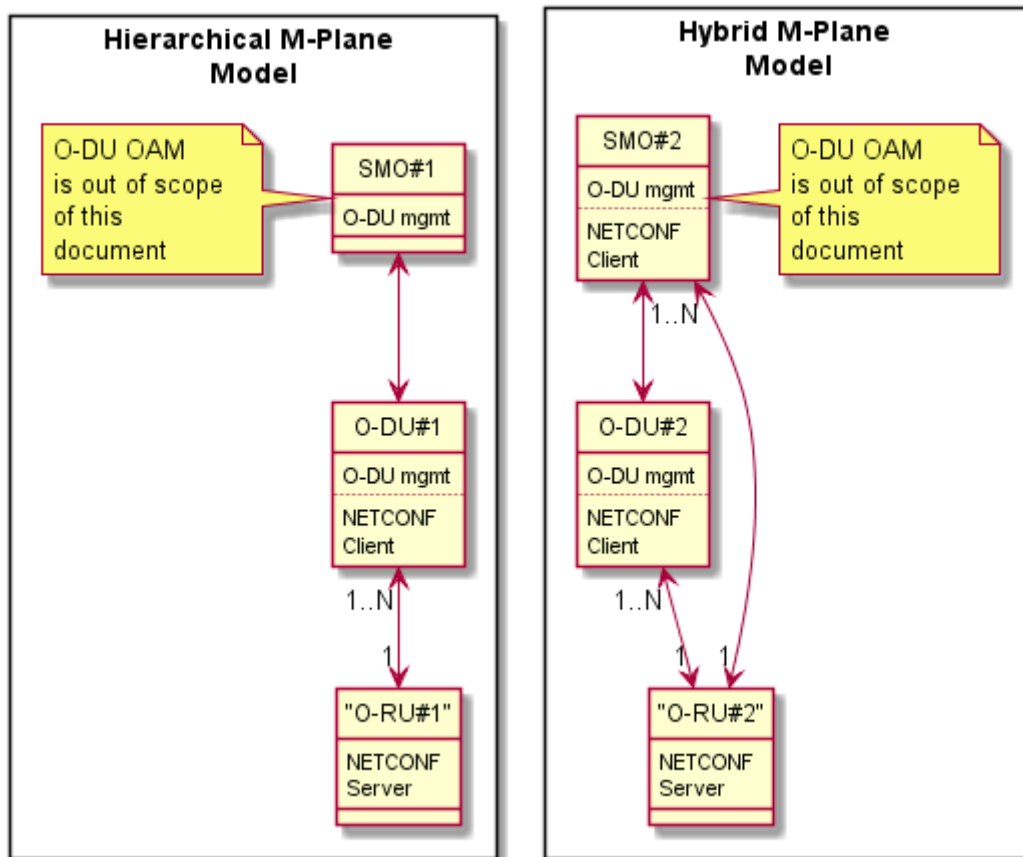 Hierarchical M-Plane
Model
O-DU OAM
is out of scope
of this
document
SMO#1
O-DU mgmt
O-DU#1
O-DU mgmt
NETCONF
Client
1..N
1
"O-RU#1"
NETCONF
Server
Hybrid M-Plane
Model
SMO#2
O-DU mgmt
NETCONF
Client
O-DU OAM
is out of scope
of this
document
1..N
O-DU#2
O-DU mgmt
NETCONF
Client
1..N
1
1
"O-RU#2"
NETCONF
Server